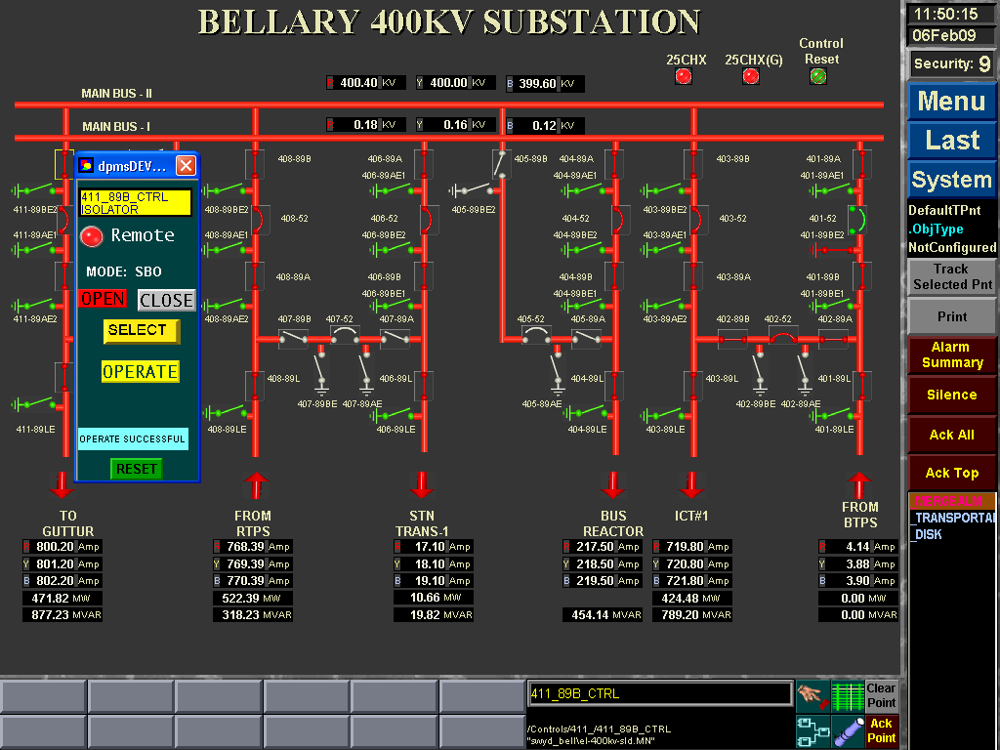 BELLARY 400KV SUBSTATION
25CHX
25CHX(G)
Control
Reset
11:50:15
06Feb09
Security: 9
Menu
Last
System
DefaultTPnt
.ObjType
NotConfigured
Track
Selected Pnt
Print
Alarm
Summary
Silence
Ack All
Ack Top
_TRANSPORTAI
_DISK
R 400.40 KV Y 400.00 KV B 399.60 KV
MAIN BUS - II
MAIN BUS - I
R 0.18 KV Y 0.16 KV B 0.12 KV
dpmsDEV...
411_89B_CTRL
ISOLATOR
Remote
MODE: SBO
OPEN CLOSE
SELECT
OPERATE
OPERATE SUCCESSFUL
RESET
411-89BE2
411-89AE1
411-89AE2
411-89LE
408-89B
408-89BE2
408-52
408-89AE1
408-89A
408-89AE2
408-89L
408-89LE
407-89B 407-52 407-89A
407-89BE 407-89AE
406-89A
406-89AE1
406-52
406-89BE2
406-89B
406-89BE1
406-89L
406-89LE
405-89B
405-89BE2
405-52 405-89A
405-89AE
404-89A
404-89AE1
404-52
404-89BE2
404-89B
404-89BE1
404-89L
404-89LE
403-89B
403-89BE2
403-52
403-89AE1
403-89A
403-89AE2
403-89L
403-89LE
402-89B 402-52 402-89A
402-89BE 402-89AE
401-89A
401-89AE1
401-52
401-89BE2
401-89B
401-89BE1
401-89L
401-89LE
TO
GUTTUR
R 800.20 Amp
Y 801.20 Amp
B 802.20 Amp
471.82 MW
877.23 MVAR
FROM
RTPS
R 768.39 Amp
Y 769.39 Amp
B 770.39 Amp
522.39 MW
318.23 MVAR
STN
TRANS-1
R 17.10 Amp
Y 18.10 Amp
B 19.10 Amp
10.66 MW
19.82 MVAR
BUS
REACTOR
R 217.50 Amp
Y 218.50 Amp
B 219.50 Amp
454.14 MVAR
ICT#1
R 719.80 Amp
Y 720.80 Amp
B 721.80 Amp
424.48 MW
789.20 MVAR
FROM
BTPS
R 4.14 Amp
Y 3.88 Amp
B 3.90 Amp
0.00 MW
0.00 MVAR
411_89B_CTRL
/Controls/411_/411_89B_CTRL
"swyd_bell\el-400kv-sld.MN"
Clear
Point
Ack
Point